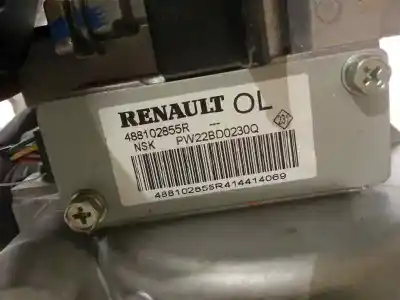 RENAULT OL
488102855R ---
NSK PW22BD0230Q
488102855R414414069